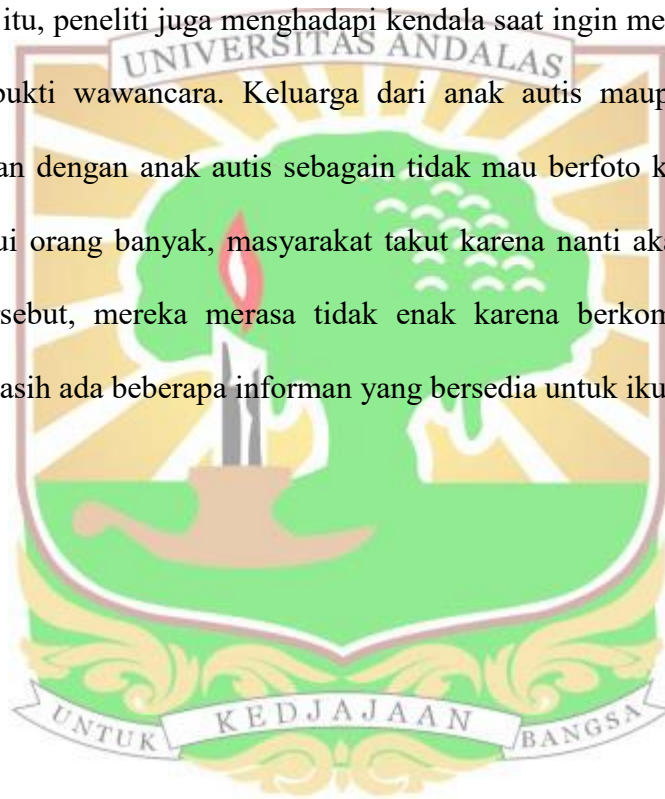 itu, peneliti juga menghadapi kendala saat ingin me
UNIVERSITAS ANDALAS
bukti wawancara. Keluarga dari anak autis maup
an dengan anak autis sebagain tidak mau berfoto k
ui orang banyak, masyarakat takut karena nanti aka
sebut, mereka merasa tidak enak karena berkom
asih ada beberapa informan yang bersedia untuk iku
UNTUK KEDJAJAAN BANGSA